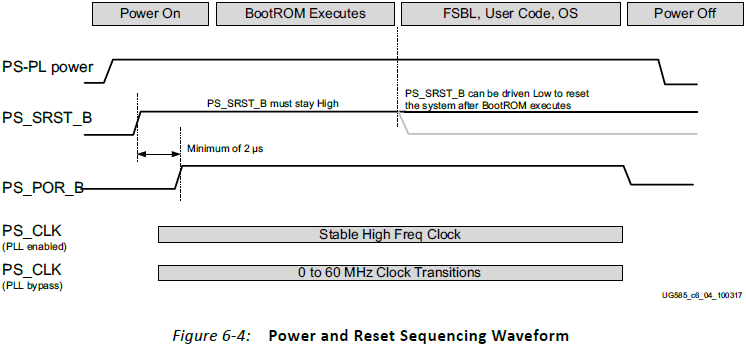 Power On
BootROM Executes
FSBL, User Code, OS
Power Off
PS-PL power
PS_SRST_B must stay High
PS_SRST_B can be driven Low to reset
the system after BootROM executes
PS_SRST_B
Minimum of 2 µs
PS_POR_B
PS_CLK
(PLL enabled)
Stable High Freq Clock
PS_CLK
(PLL bypass)
0 to 60 MHz Clock Transitions
UG585_c6_04_100317
Figure 6-4: Power and Reset Sequencing Waveform